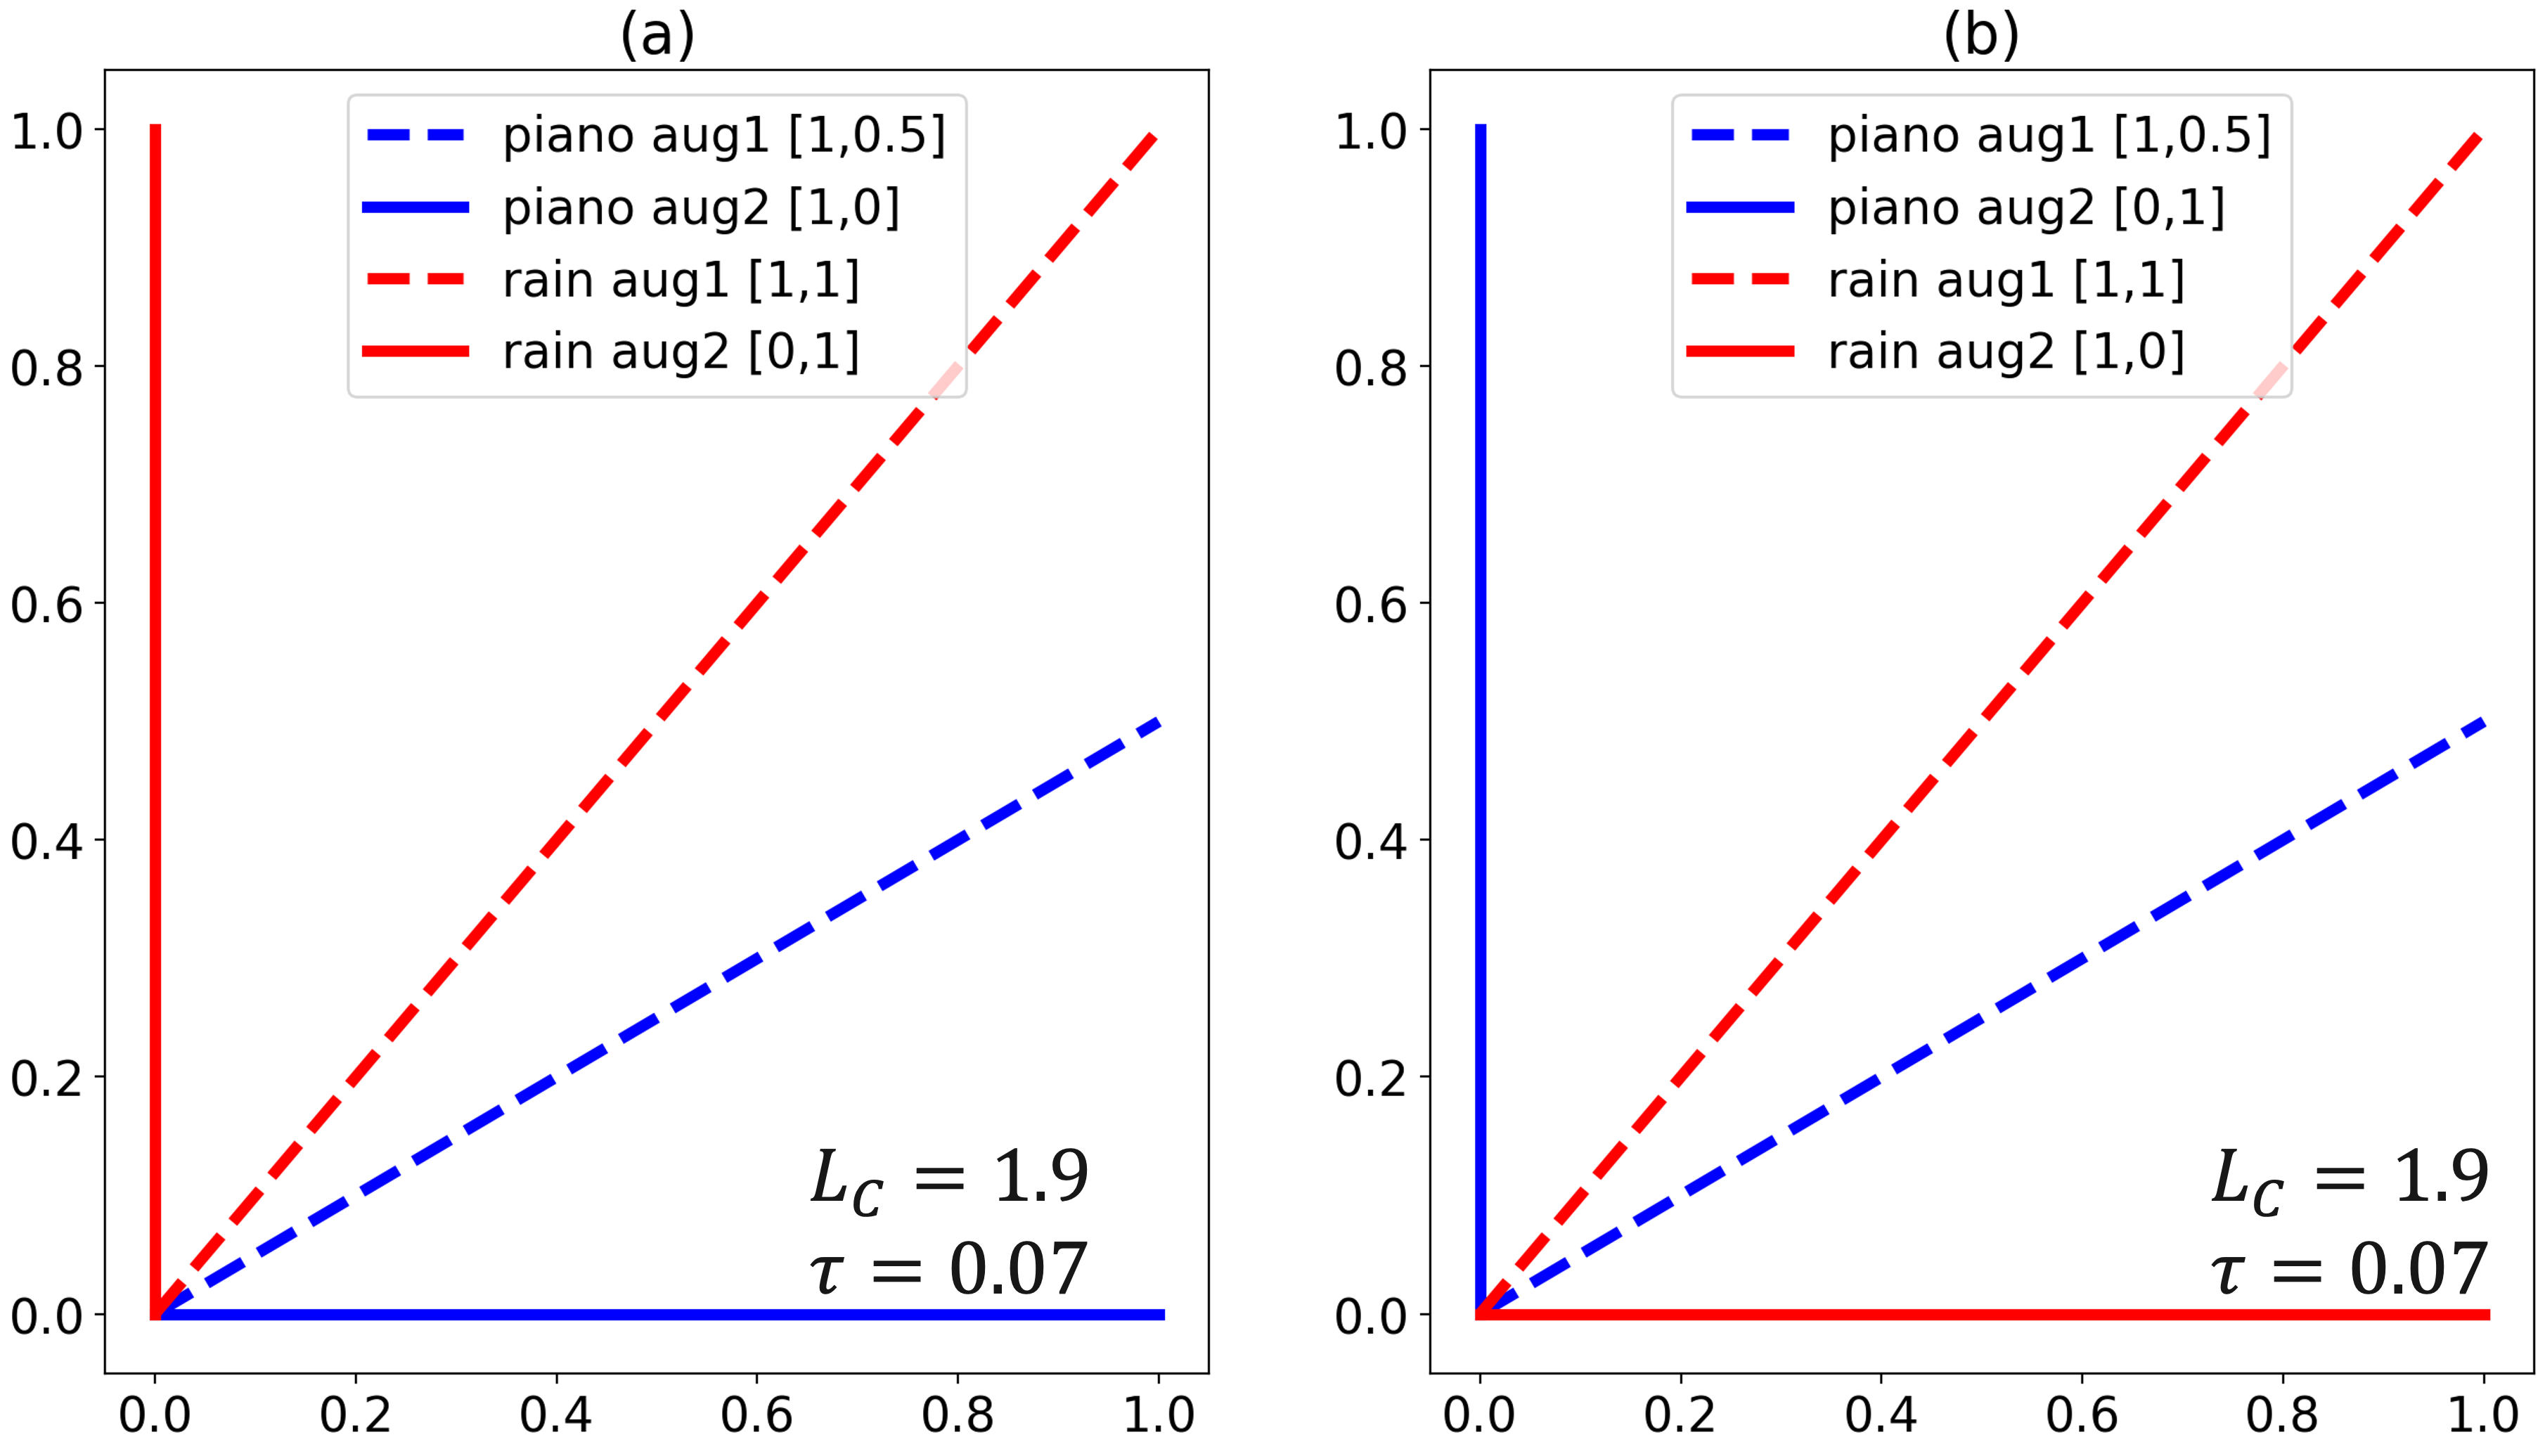 (a)
piano aug1 [1,0.5]
piano aug2 [1,0]
rain aug1 [1,1]
rain aug2 [0,1]
1.0
0.8
0.6
0.4
0.2
0.0
L_C = 1.9
τ = 0.07
0.0 0.2 0.4 0.6 0.8 1.0
(b)
piano aug1 [1,0.5]
piano aug2 [0,1]
rain aug1 [1,1]
rain aug2 [1,0]
1.0
0.8
0.6
0.4
0.2
0.0
L_C = 1.9
τ = 0.07
0.0 0.2 0.4 0.6 0.8 1.0